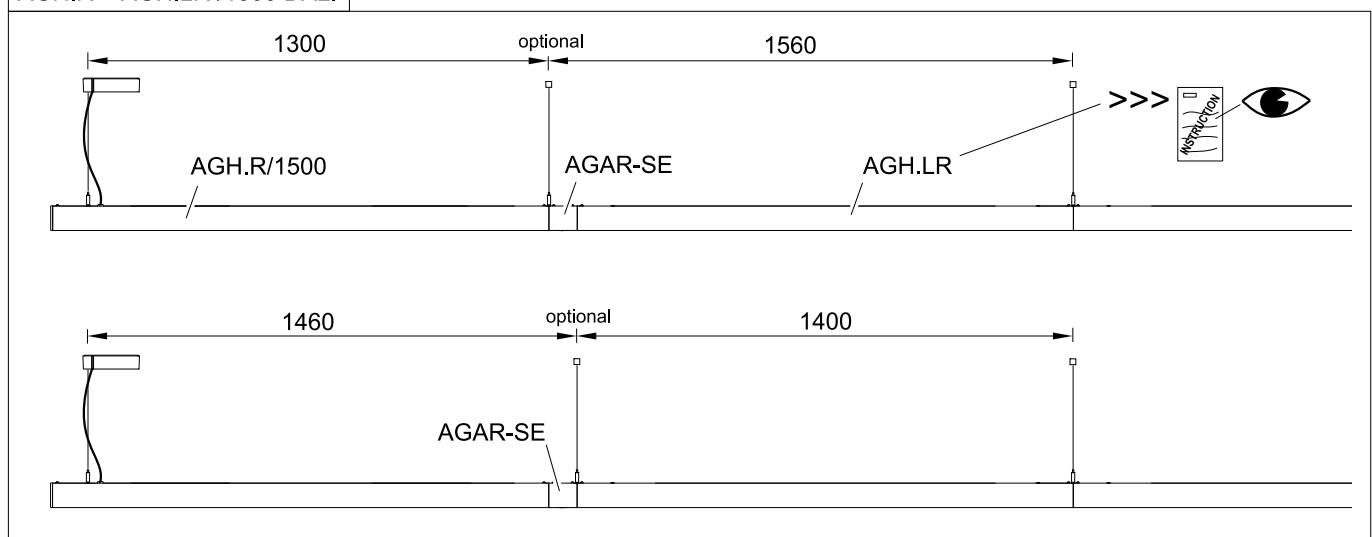 1300 optional 1560
>>>
INSTRUCTION
AGH.R/1500 AGAR-SE AGH.LR
1460 optional 1400
AGAR-SE